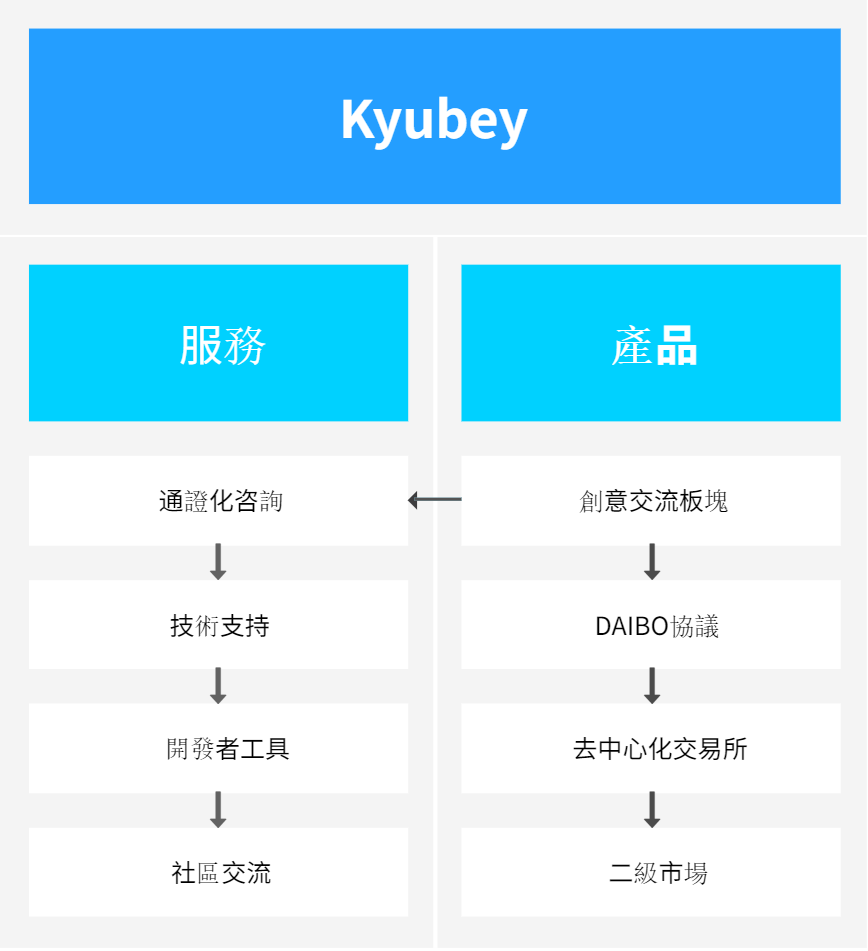 Kyubey
服務
產品
通證化咨詢
創意交流板塊
技術支持
DAIBO協議
開發者工具
去中心化交易所
社區交流
二級市場